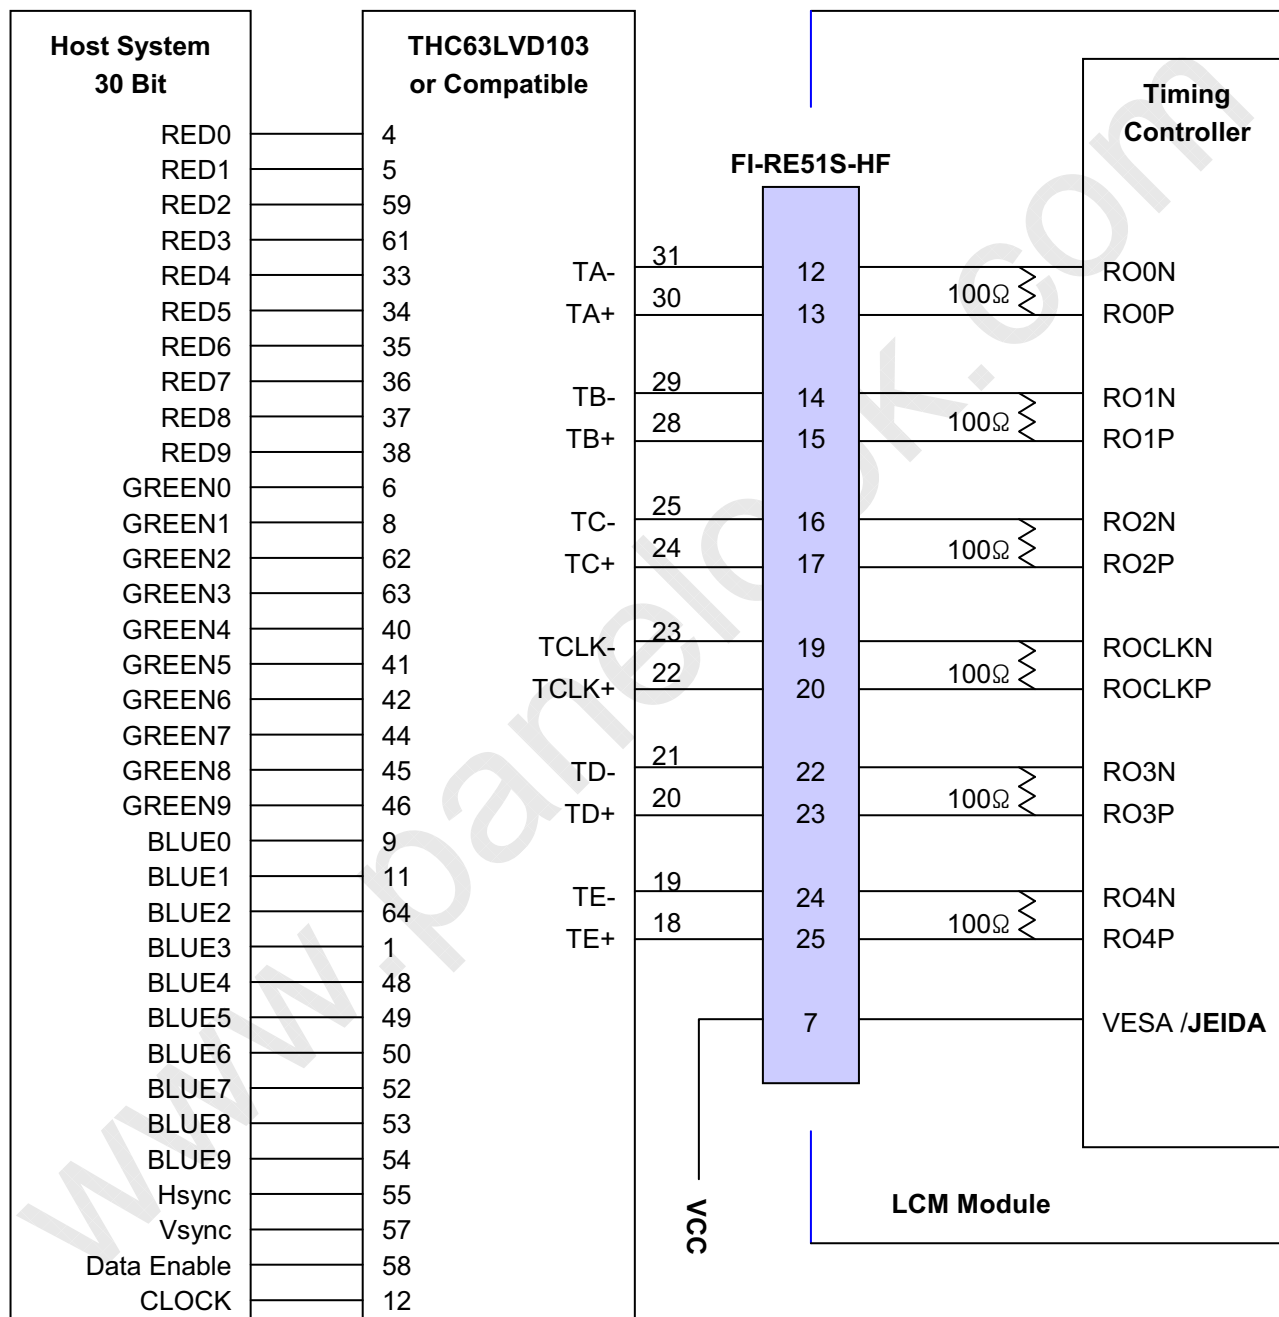 Host System
30 Bit
THC63LVD103
or Compatible
Timing
Controller
FI-RE51S-HF
RED0 4
RED1 5
RED2 59
RED3 61
RED4 33
RED5 34
RED6 35
RED7 36
RED8 37
RED9 38
GREEN0 6
GREEN1 8
GREEN2 62
GREEN3 63
GREEN4 40
GREEN5 41
GREEN6 42
GREEN7 44
GREEN8 45
GREEN9 46
BLUE0 9
BLUE1 11
BLUE2 64
BLUE3 1
BLUE4 48
BLUE5 49
BLUE6 50
BLUE7 52
BLUE8 53
BLUE9 54
Hsync 55
Vsync 57
Data Enable 58
CLOCK 12
TA- 31 12 RO0N
100Ω
TA+ 30 13 RO0P
TB- 29 14 RO1N
100Ω
TB+ 28 15 RO1P
TC- 25 16 RO2N
100Ω
TC+ 24 17 RO2P
TCLK- 23 19 ROCLKN
100Ω
TCLK+ 22 20 ROCLKP
TD- 21 22 RO3N
100Ω
TD+ 20 23 RO3P
TE- 19 24 RO4N
100Ω
TE+ 18 25 RO4P
7 VESA /JEIDA
VCC
LCM Module
www.panelook.com